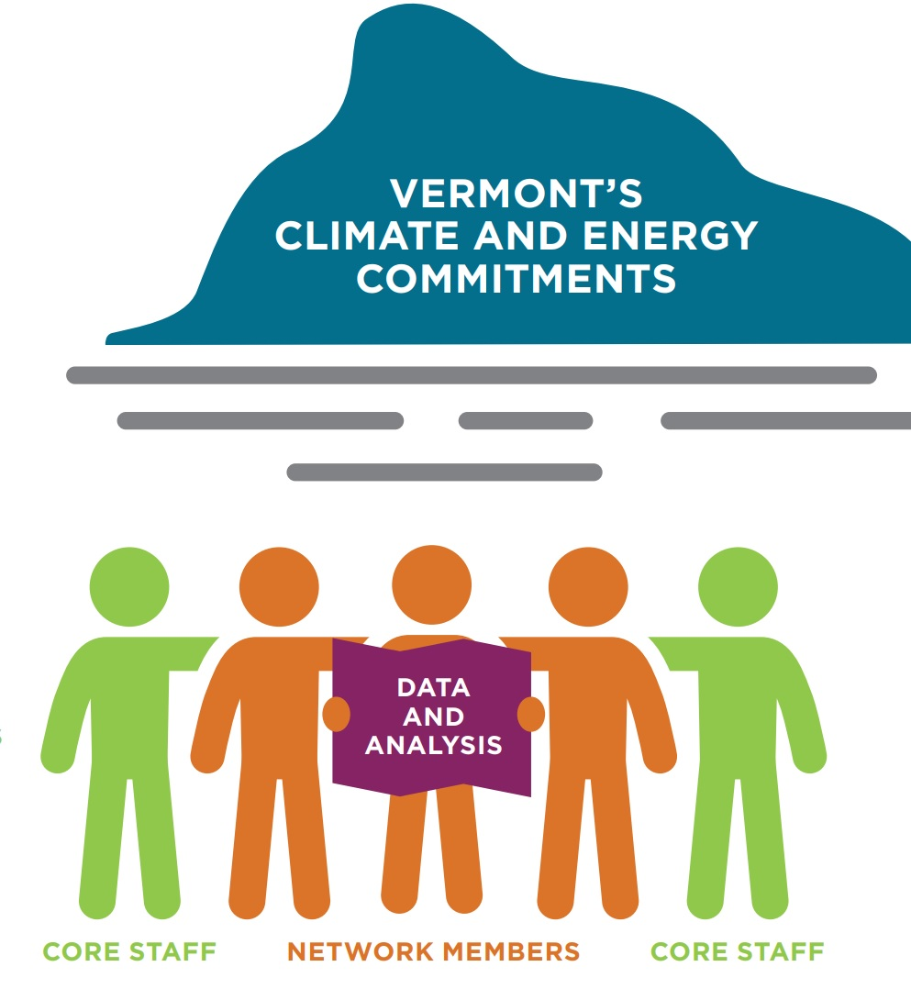 VERMONT’S
CLIMATE AND ENERGY
COMMITMENTS
DATA
AND
ANALYSIS
CORE STAFF
NETWORK MEMBERS
CORE STAFF